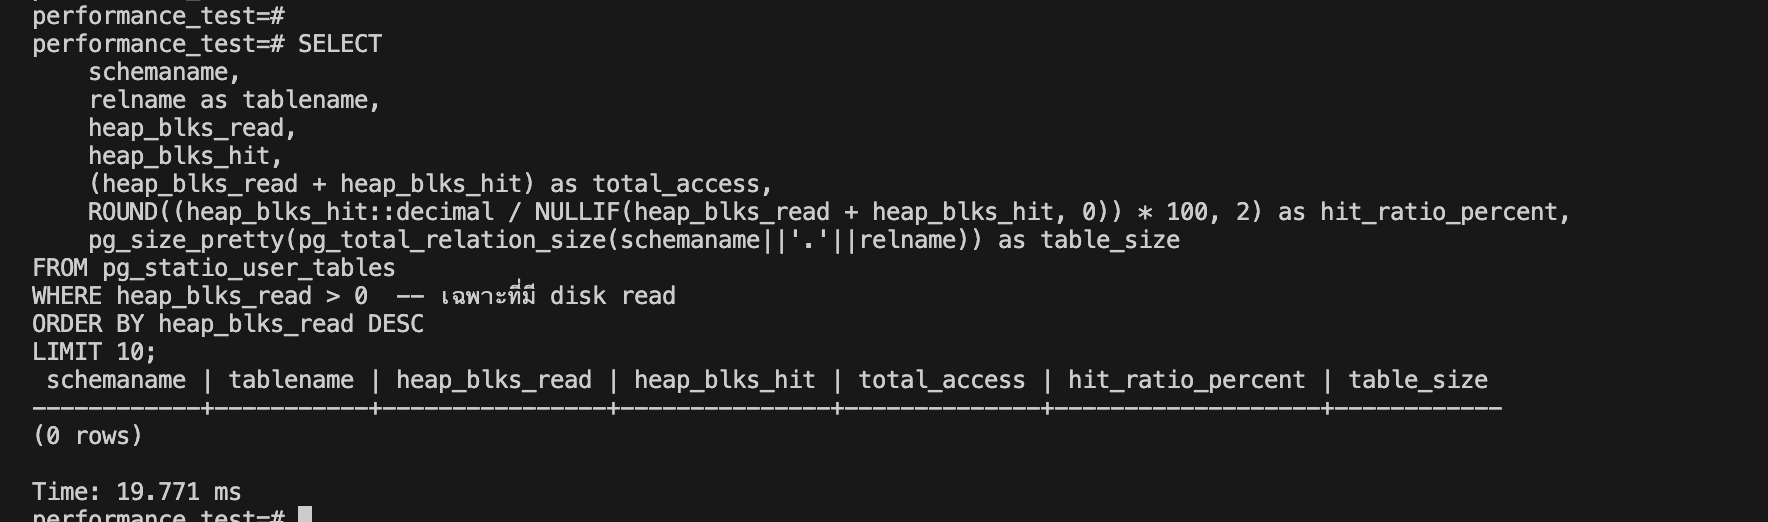 performance_test=#
performance_test=# SELECT
    schemaname,
    relname as tablename,
    heap_blks_read,
    heap_blks_hit,
    (heap_blks_read + heap_blks_hit) as total_access,
    ROUND((heap_blks_hit::decimal / NULLIF(heap_blks_read + heap_blks_hit, 0)) * 100, 2) as hit_ratio_percent,
    pg_size_pretty(pg_total_relation_size(schemaname||'.'||relname)) as table_size
FROM pg_statio_user_tables
WHERE heap_blks_read > 0  -- เฉพาะที่มี disk read
ORDER BY heap_blks_read DESC
LIMIT 10;
 schemaname | tablename | heap_blks_read | heap_blks_hit | total_access | hit_ratio_percent | table_size
------------+-----------+----------------+---------------+--------------+-------------------+------------
(0 rows)

Time: 19.771 ms
performance_test=#